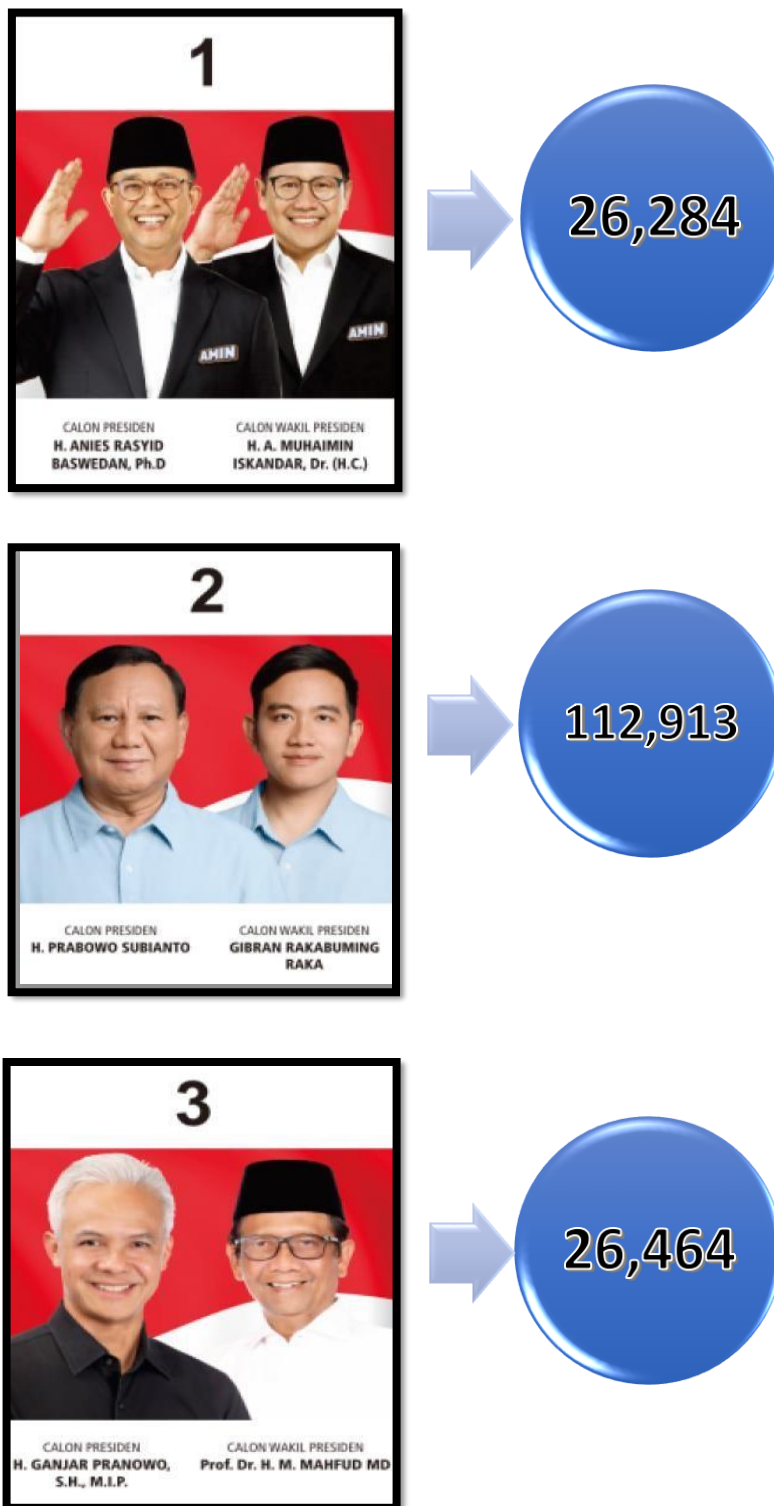 1
AMIN
AMIN
CALON PRESIDEN
H. ANIES RASYID
BASWEDAN, Ph.D
CALON WAKIL PRESIDEN
H. A. MUHAIMIN
ISKANDAR, Dr. (H.C.)
26,284
2
CALON PRESIDEN
H. PRABOWO SUBIANTO
CALON WAKIL PRESIDEN
GIBRAN RAKABUMING
RAKA
112,913
3
CALON PRESIDEN
H. GANJAR PRANOWO,
S.H., M.I.P.
CALON WAKIL PRESIDEN
Prof. Dr. H. M. MAHFUD MD
26,464